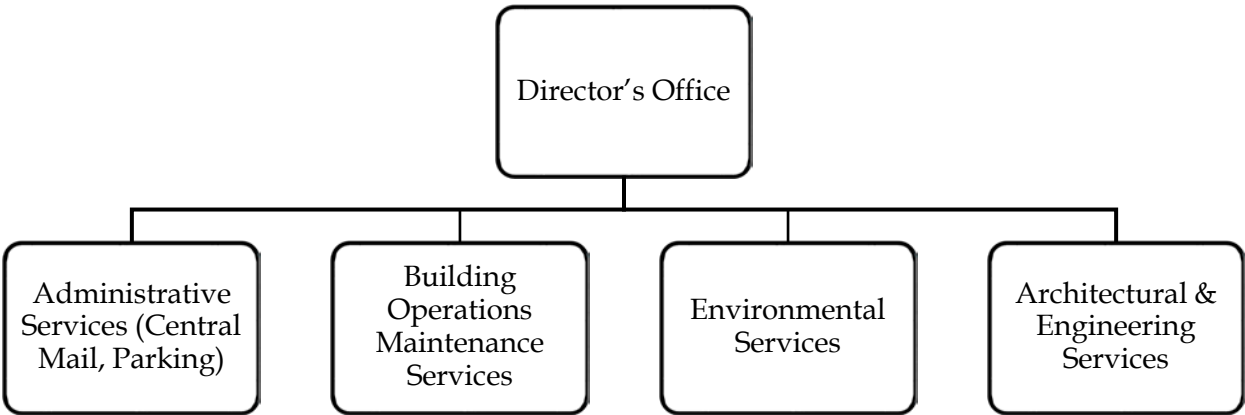 Director’s Office
Administrative
Services (Central
Mail, Parking)
Building
Operations
Maintenance
Services
Environmental
Services
Architectural &
Engineering
Services